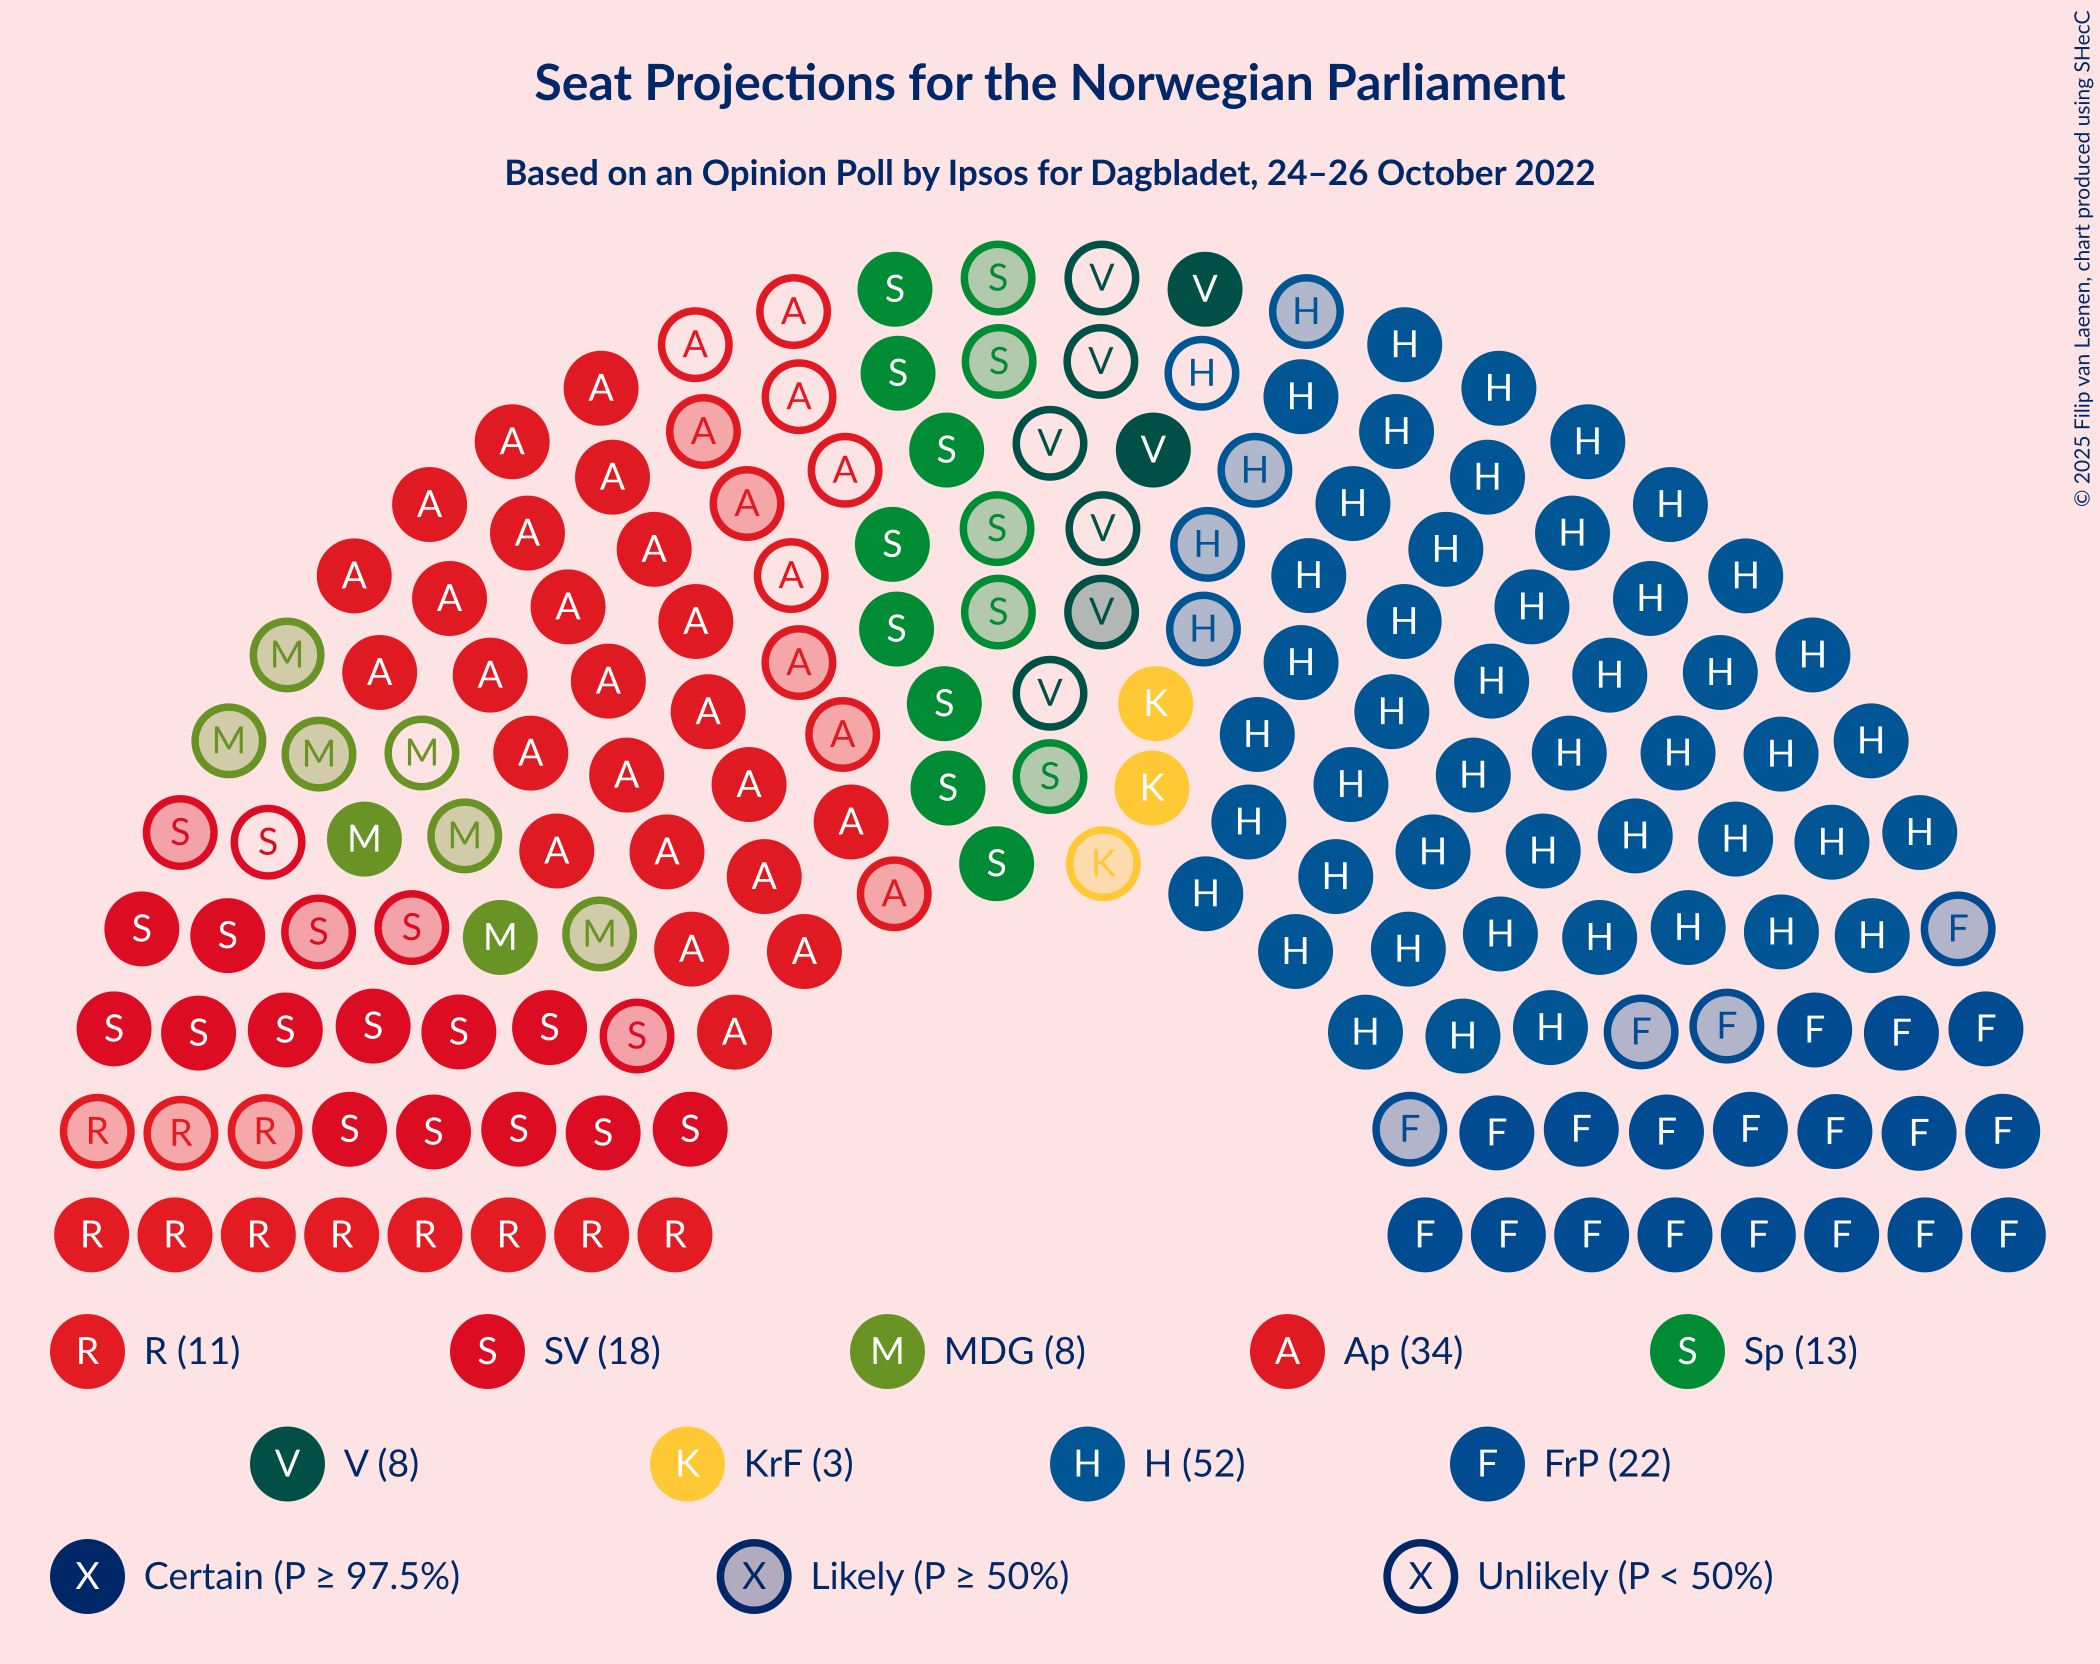 Seat Projections for the Norwegian Parliament
Based on an Opinion Poll by Ipsos for Dagbladet, 24–26 October 2022
© 2025 Filip van Laenen, chart produced using SHecC
S S V V
A H
A H
S S V H
A A H
A H
A H H
S V V
A A H
A H
A H H
A A H H
S S V H
A A H H
A H
A A A H H H
S S V H
A A H H
M A H
A H
A A A H H H
S V K
A H
M A H
M M A A H H H
S S K
A A H H
S S M M A H H H H
A A A H H H
S K
A A H H
S S S S M M A A H H H H H H H F
S S S S S S S A H H H F F F F F
R R R S S S S S F F F F F F F F
R R R R R R R R F F F F F F F F
R R (11) S SV (18) M MDG (8) A Ap (34) S Sp (13)
V V (8) K KrF (3) H H (52) F FrP (22)
X Certain (P ≥ 97.5%) X Likely (P ≥ 50%) X Unlikely (P < 50%)